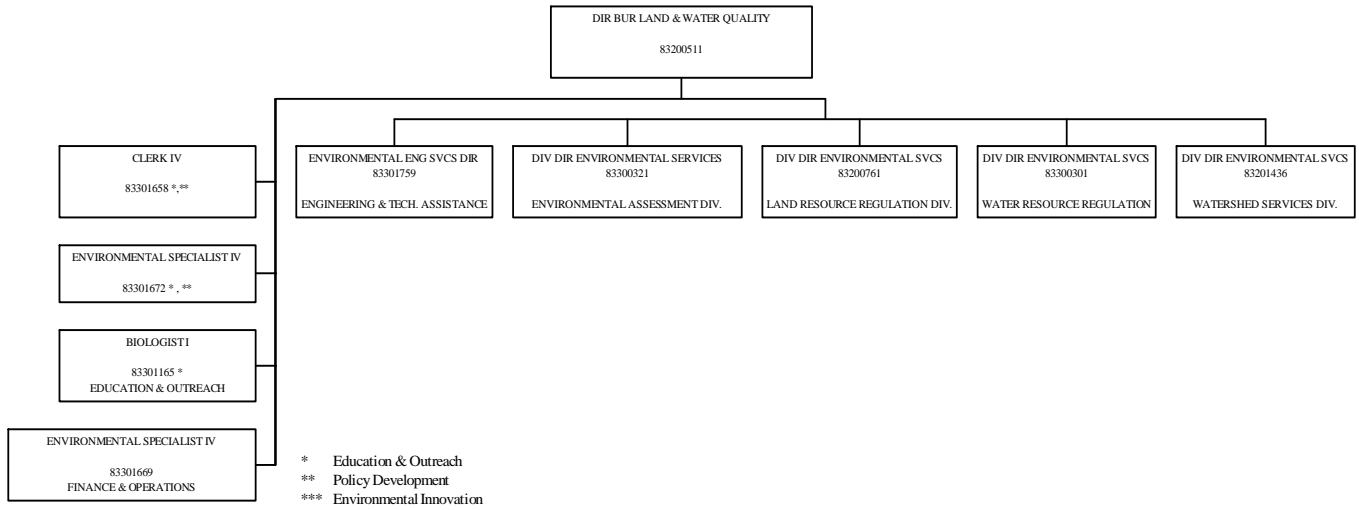 DIR BUR LAND & WATER QUALITY
83200511
CLERK IV
83301658 *,**
ENVIRONMENTAL ENG SVCS DIR
83301759
ENGINEERING & TECH. ASSISTANCE
DIV DIR ENVIRONMENTAL SERVICES
83300321
ENVIRONMENTAL ASSESSMENT DIV.
DIV DIR ENVIRONMENTAL SVCS
83200761
LAND RESOURCE REGULATION DIV.
DIV DIR ENVIRONMENTAL SVCS
83300301
WATER RESOURCE REGULATION
DIV DIR ENVIRONMENTAL SVCS
83201436
WATERSHED SERVICES DIV.
ENVIRONMENTAL SPECIALIST IV
83301672 * , **
BIOLOGIST I
83301165 *
EDUCATION & OUTREACH
ENVIRONMENTAL SPECIALIST IV
83301669
FINANCE & OPERATIONS
* Education & Outreach
** Policy Development
*** Environmental Innovation